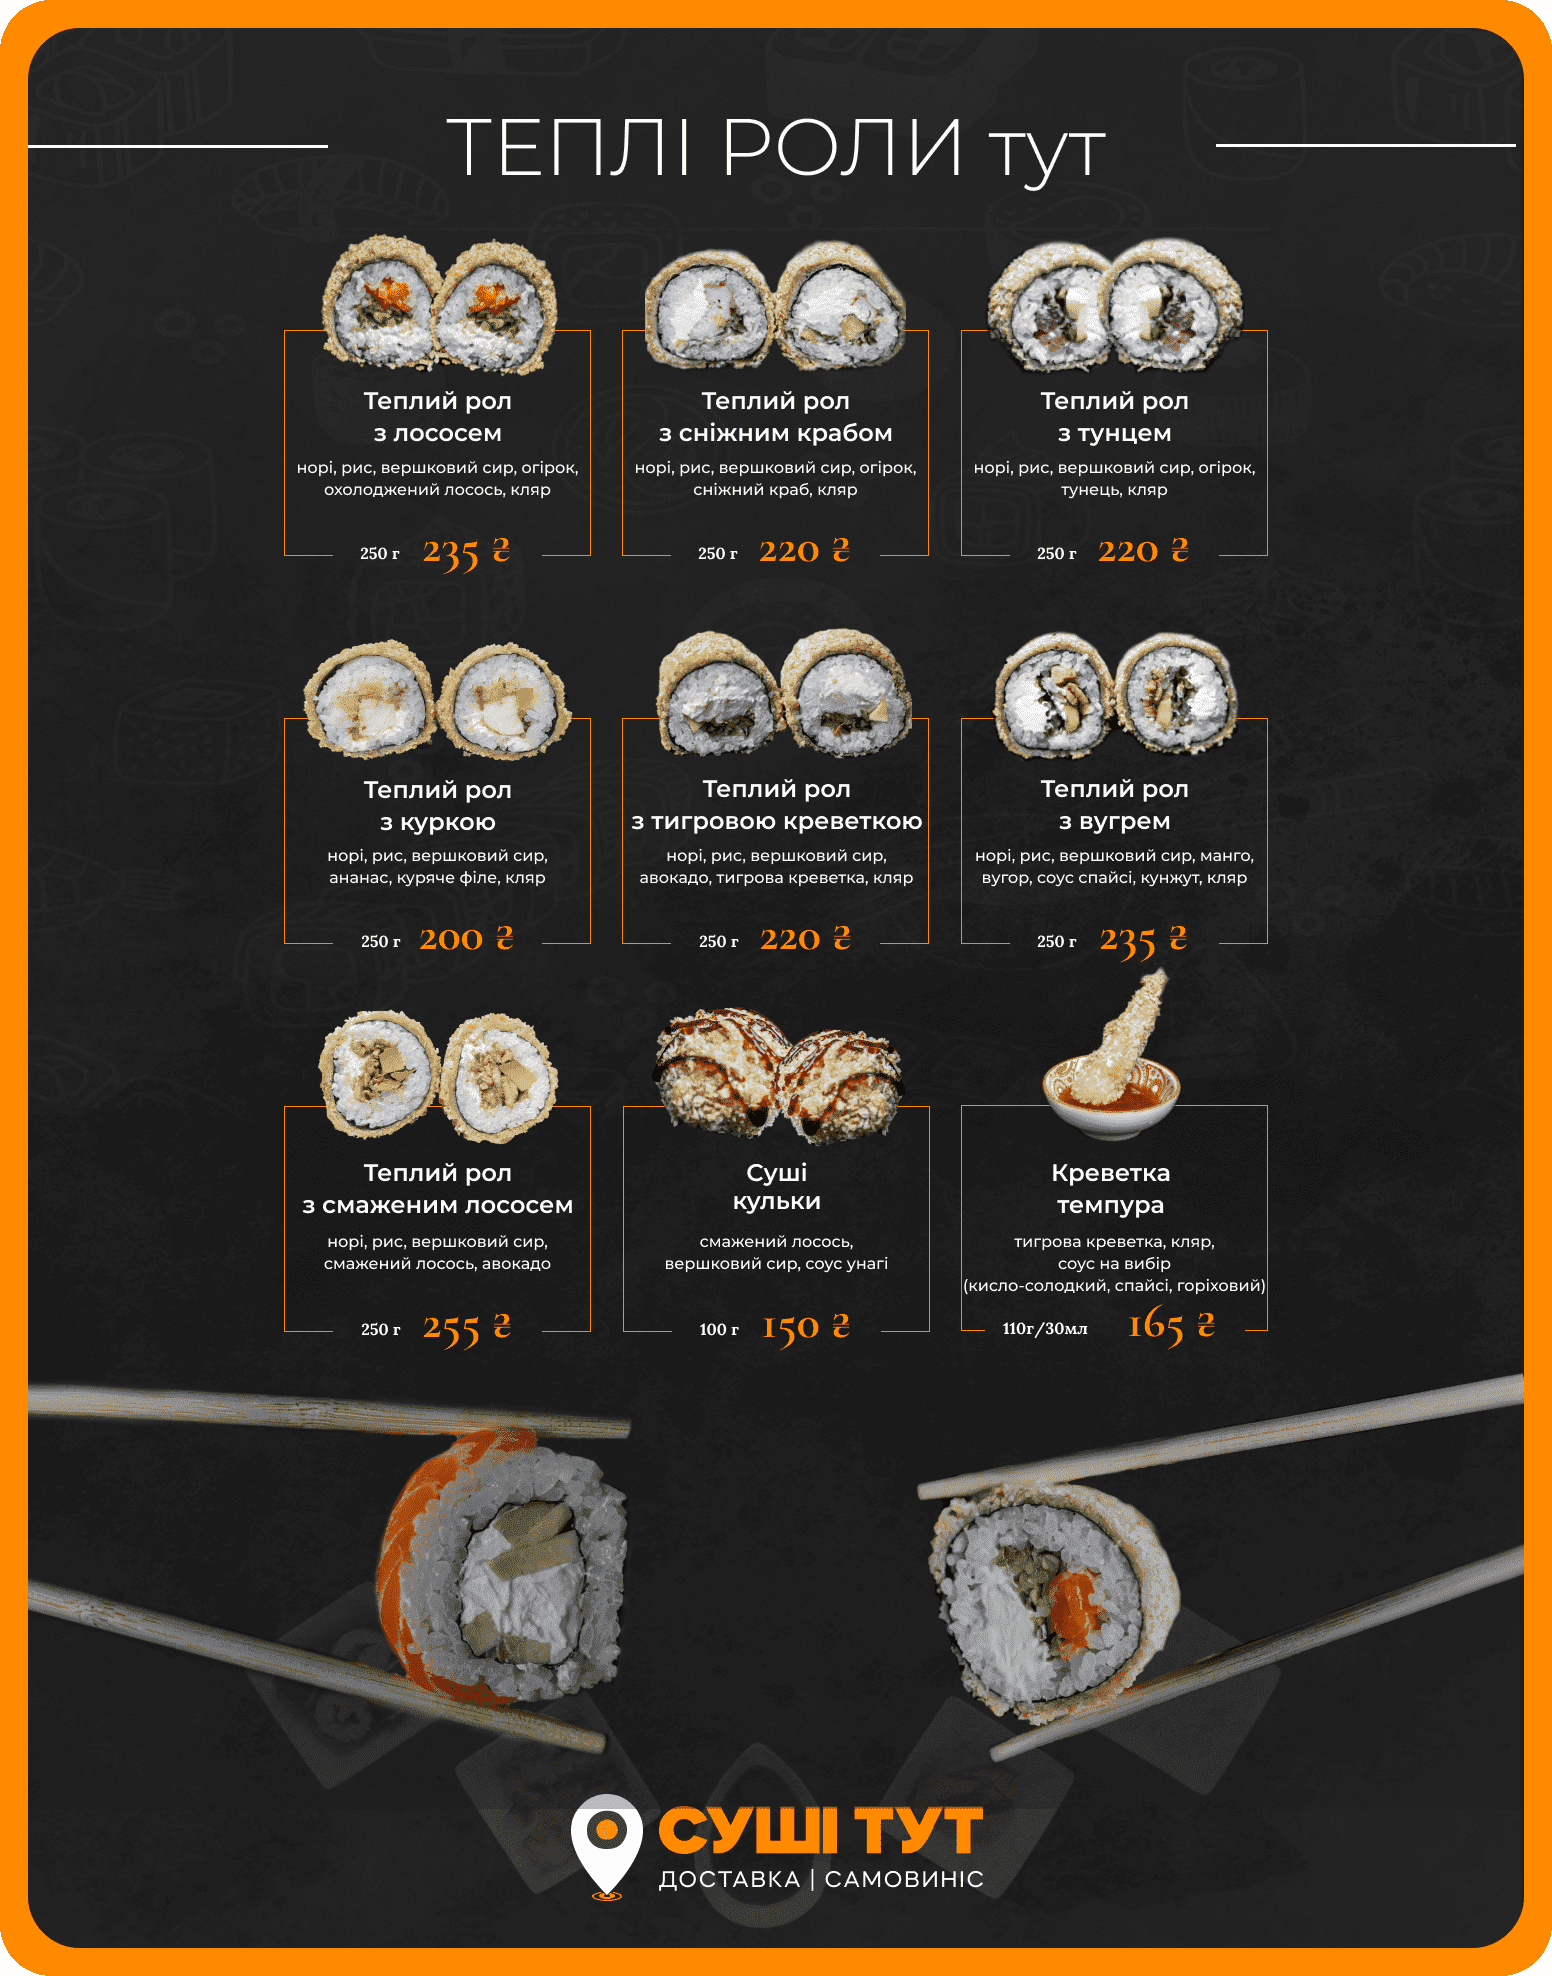 ТЕПЛІ РОЛИ тут
Теплий рол
з лососем
норі, рис, вершковий сир, огірок,
охолоджений лосось, кляр
250 г 235 ₴
Теплий рол
з сніжним крабом
норі, рис, вершковий сир, огірок,
сніжний краб, кляр
250 г 220 ₴
Теплий рол
з тунцем
норі, рис, вершковий сир, огірок,
тунець, кляр
250 г 220 ₴
Теплий рол
з куркою
норі, рис, вершковий сир,
ананас, куряче філе, кляр
250 г 200 ₴
Теплий рол
з тигровою креветкою
норі, рис, вершковий сир,
авокадо, тигрова креветка, кляр
250 г 220 ₴
Теплий рол
з вугрем
норі, рис, вершковий сир, манго,
вугор, соус спайсі, кунжут, кляр
250 г 235 ₴
Теплий рол
з смаженим лососем
норі, рис, вершковий сир,
смажений лосось, авокадо
250 г 255 ₴
Суші
кульки
смажений лосось,
вершковий сир, соус унагі
100 г 150 ₴
Креветка
темпура
тигрова креветка, кляр,
соус на вибір
(кисло-солодкий, спайсі, горіховий)
110г/30мл 165 ₴
СУШІ ТУТ
ДОСТАВКА | САМОВИНІС